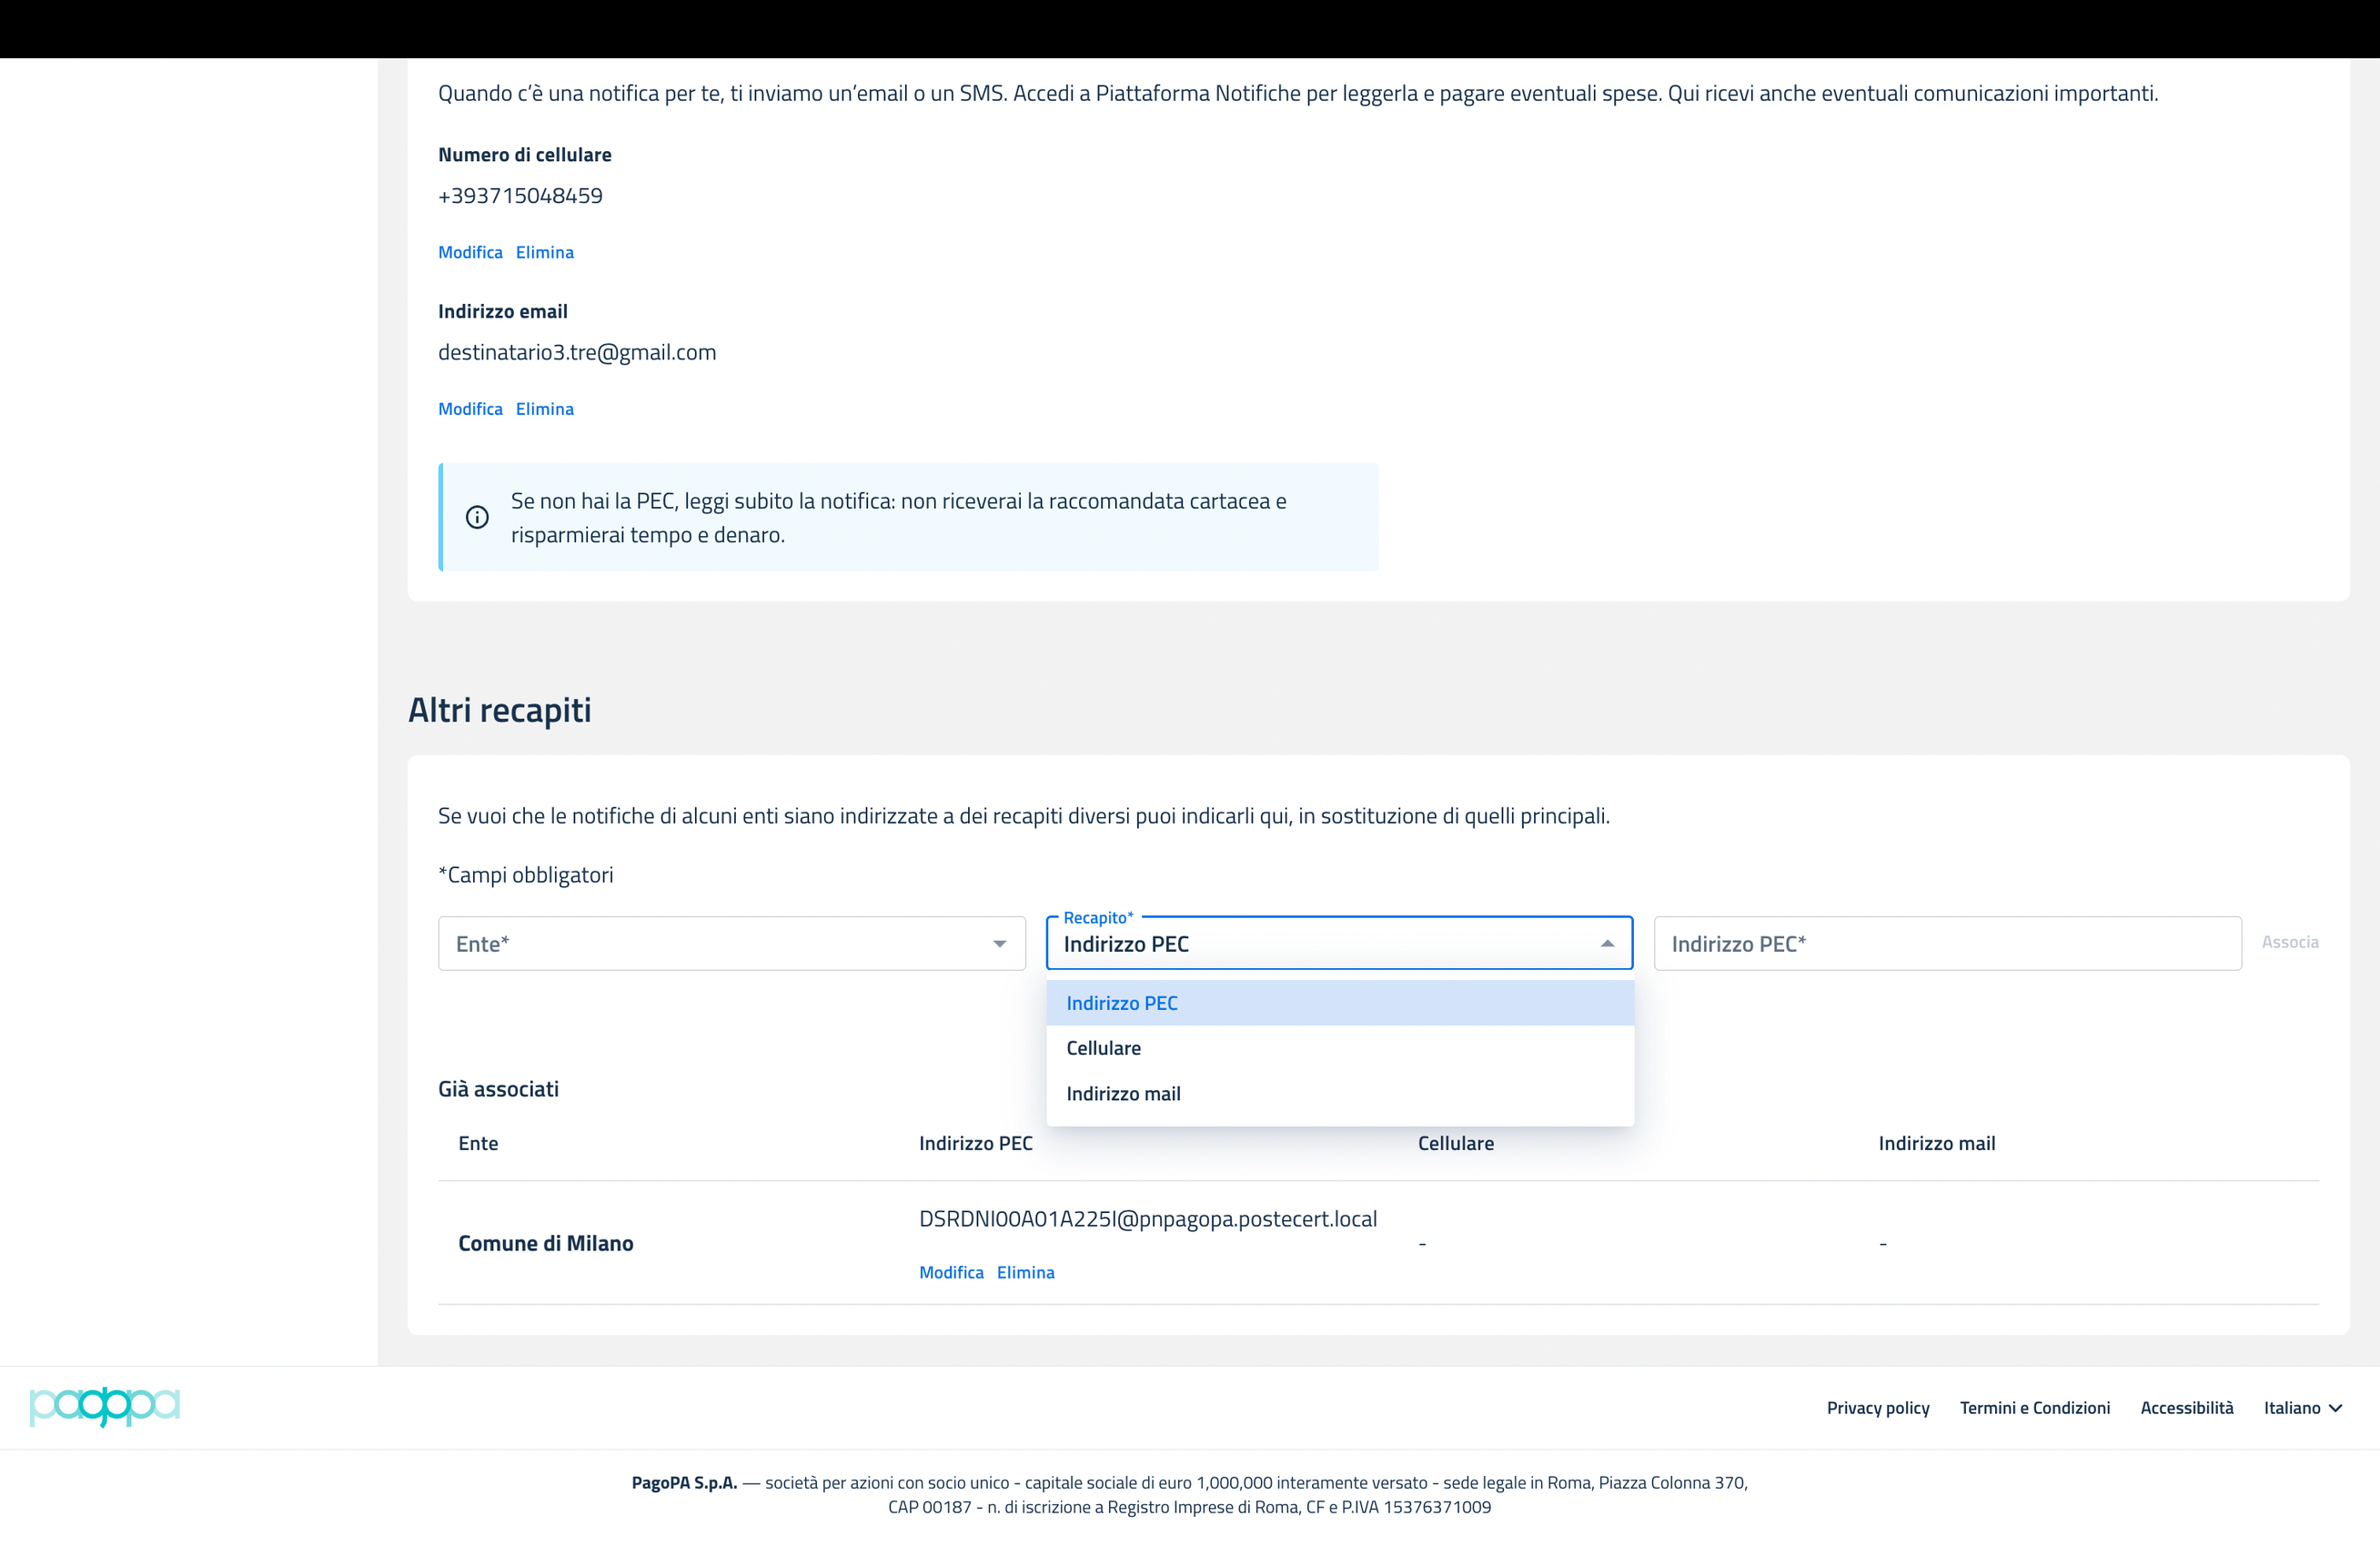 Quando c’è una notifica per te, ti inviamo un’email o un SMS. Accedi a Piattaforma Notifiche per leggerla e pagare eventuali spese. Qui ricevi anche eventuali comunicazioni importanti.
Numero di cellulare
+393715048459
Modifica Elimina
Indirizzo email
destinatario3.tre@gmail.com
Modifica Elimina
Se non hai la PEC, leggi subito la notifica: non riceverai la raccomandata cartacea e
risparmierai tempo e denaro.
Altri recapiti
Se vuoi che le notifiche di alcuni enti siano indirizzate a dei recapiti diversi puoi indicarli qui, in sostituzione di quelli principali.
*Campi obbligatori
Ente*
Recapito*
Indirizzo PEC
Indirizzo PEC*
Associa
Indirizzo PEC
Cellulare
Indirizzo mail
Già associati
Ente Indirizzo PEC Cellulare Indirizzo mail
Comune di Milano
DSRDNI00A01A225I@pnpagopa.postecert.local
Modifica Elimina
- -
pagopa
Privacy policy Termini e Condizioni Accessibilità Italiano
PagoPA S.p.A. — società per azioni con socio unico - capitale sociale di euro 1,000,000 interamente versato - sede legale in Roma, Piazza Colonna 370,
CAP 00187 - n. di iscrizione a Registro Imprese di Roma, CF e P.IVA 15376371009